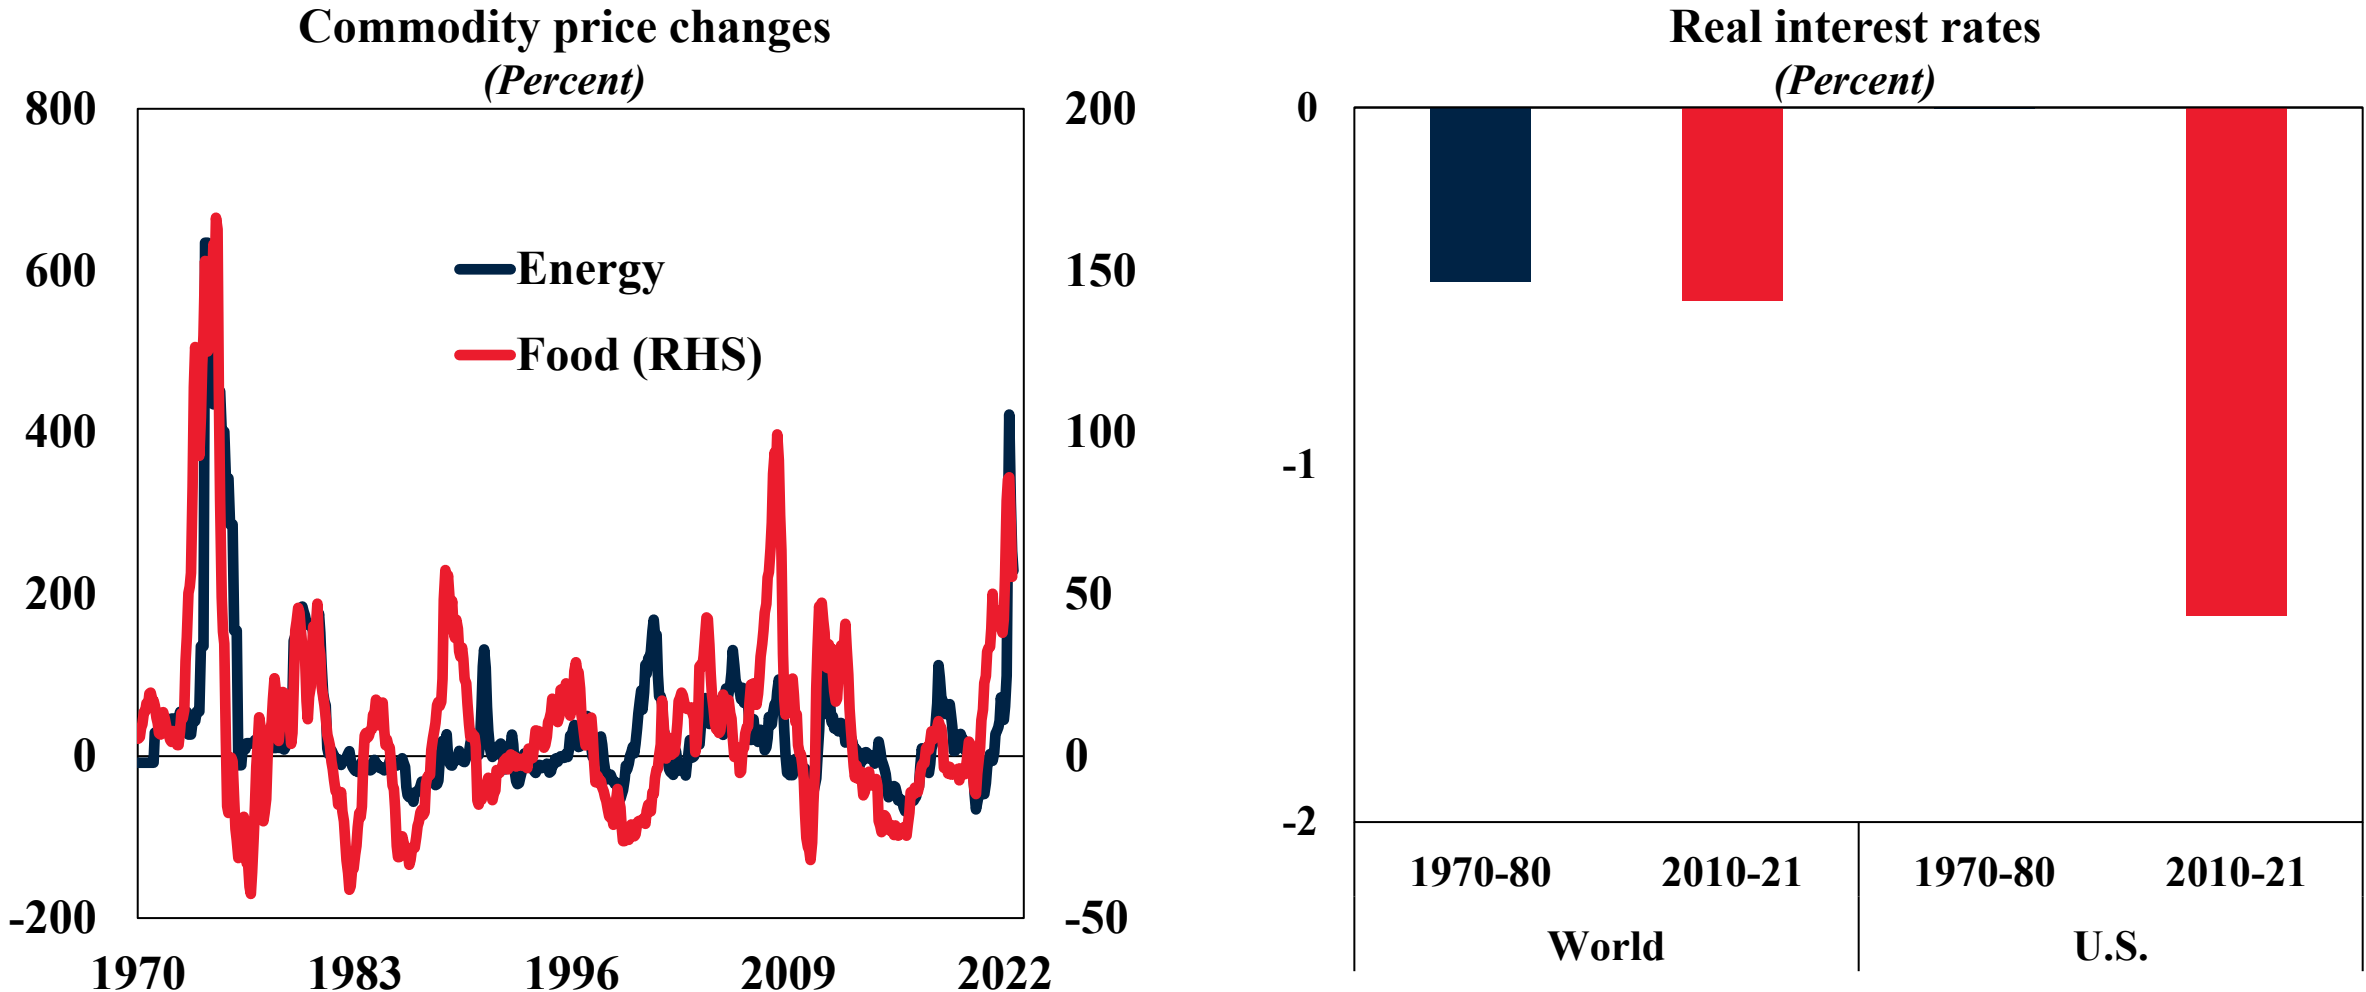 Commodity price changes
(Percent)
800
600
400
200
0
-200
200
150
100
50
0
-50
Energy
Food (RHS)
1970 1983 1996 2009 2022
Real interest rates
(Percent)
0
-1
-2
1970-80 2010-21 1970-80 2010-21
World U.S.